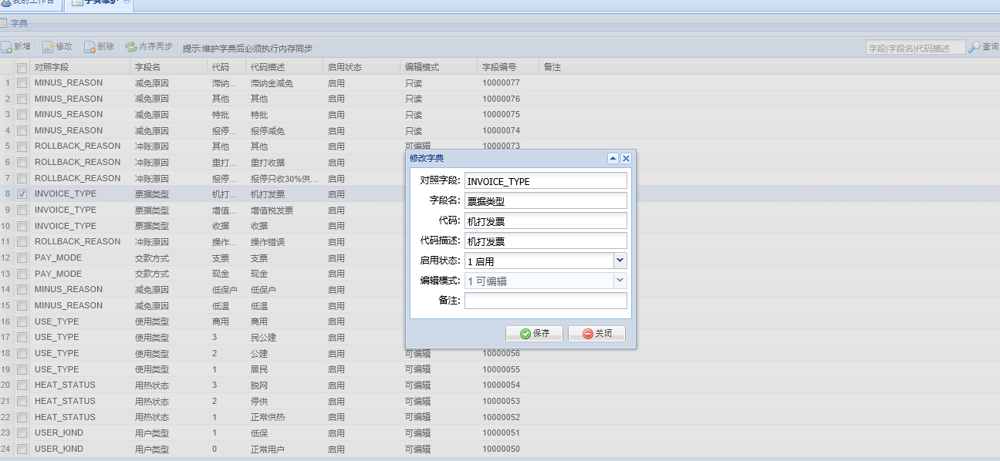 我的工作台 字典维护
字典
新增 修改 删除 内存同步 提示:维护字典后必须执行内存同步 字段|字段名|代码描述 查询
对照字段 字段名 代码 代码描述 启用状态 编辑模式 字段编号 备注
1 MINUS_REASON 减免原因 滞纳... 滞纳金减免 启用 只读 10000077
2 MINUS_REASON 减免原因 其他 其他 启用 只读 10000076
3 MINUS_REASON 减免原因 特批 特批 启用 只读 10000075
4 MINUS_REASON 减免原因 报停... 报停减免 启用 只读 10000074
5 ROLLBACK_REASON 冲账原因 其他 其他 启用 可编辑 10000073
6 ROLLBACK_REASON 冲账原因 重打... 重打收据 启用
7 ROLLBACK_REASON 冲账原因 报停... 报停只收30%供... 启用
8 INVOICE_TYPE 票据类型 机打... 机打发票 启用
9 INVOICE_TYPE 票据类型 增值... 增值税发票 启用
10 INVOICE_TYPE 票据类型 收据 收据 启用
11 ROLLBACK_REASON 冲账原因 操作... 操作错误 启用
12 PAY_MODE 交款方式 支票 支票 启用
13 PAY_MODE 交款方式 现金 现金 启用
14 MINUS_REASON 减免原因 低保户 低保户 启用
15 MINUS_REASON 减免原因 低温 低温 启用
16 USE_TYPE 使用类型 商用 商用 启用
17 USE_TYPE 使用类型 3 民公建 启用
18 USE_TYPE 使用类型 2 公建 启用 可编辑 10000056
19 USE_TYPE 使用类型 1 居民 启用 可编辑 10000055
20 HEAT_STATUS 用热状态 3 脱网 启用 可编辑 10000054
21 HEAT_STATUS 用热状态 2 停供 启用 可编辑 10000053
22 HEAT_STATUS 用热状态 1 正常供热 启用 可编辑 10000052
23 USER_KIND 用户类型 1 低保 启用 可编辑 10000051
24 USER_KIND 用户类型 0 正常用户 启用 可编辑 10000050
修改字典
对照字段: INVOICE_TYPE
字段名: 票据类型
代码: 机打发票
代码描述: 机打发票
启用状态: 1 启用
编辑模式: 1 可编辑
备注:
保存 关闭